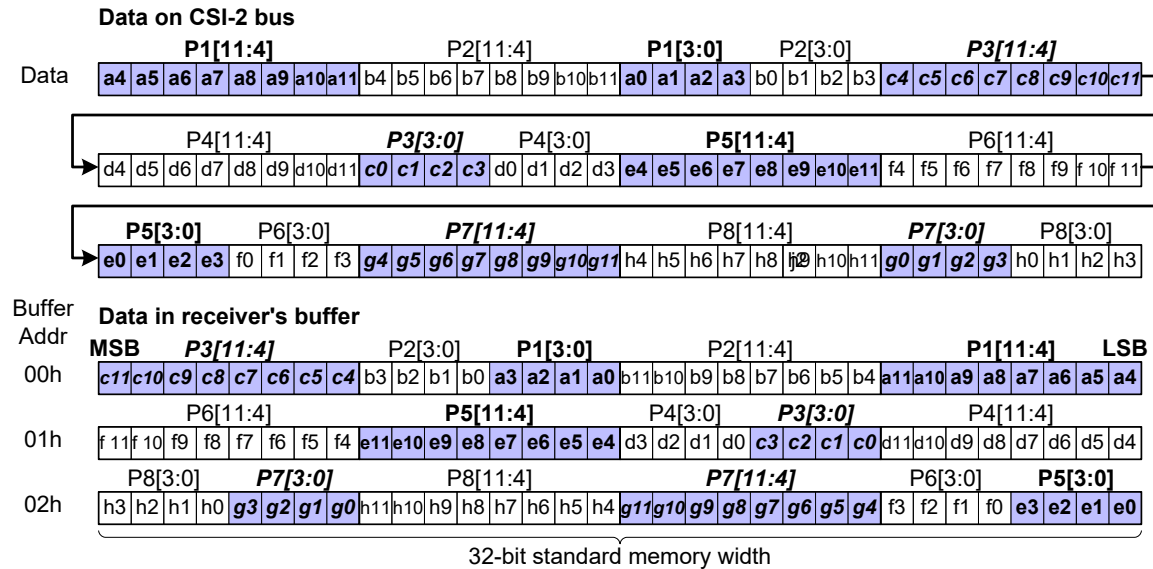 Data on CSI-2 bus
P1[11:4] P2[11:4] P1[3:0] P2[3:0] P3[11:4]
Data a4 a5 a6 a7 a8 a9 a10 a11 b4 b5 b6 b7 b8 b9 b10 b11 a0 a1 a2 a3 b0 b1 b2 b3 c4 c5 c6 c7 c8 c9 c10 c11
P4[11:4] P3[3:0] P4[3:0] P5[11:4] P6[11:4]
d4 d5 d6 d7 d8 d9 d10 d11 c0 c1 c2 c3 d0 d1 d2 d3 e4 e5 e6 e7 e8 e9 e10 e11 f4 f5 f6 f7 f8 f9 f 10 f 11
P5[3:0] P6[3:0] P7[11:4] P8[11:4] P7[3:0] P8[3:0]
e0 e1 e2 e3 f0 f1 f2 f3 g4 g5 g6 g7 g8 g9 g10 g11 h4 h5 h6 h7 h8 h10 h11 g0 g1 g2 g3 h0 h1 h2 h3
Buffer
Addr
Data in receiver's buffer
MSB P3[11:4] P2[3:0] P1[3:0] P2[11:4] P1[11:4] LSB
00h c11 c10 c9 c8 c7 c6 c5 c4 b3 b2 b1 b0 a3 a2 a1 a0 b11 b10 b9 b8 b7 b6 b5 b4 a11 a10 a9 a8 a7 a6 a5 a4
P6[11:4] P5[11:4] P4[3:0] P3[3:0] P4[11:4]
01h f 11 f 10 f9 f8 f7 f6 f5 f4 e11 e10 e9 e8 e7 e6 e5 e4 d3 d2 d1 d0 c3 c2 c1 c0 d11 d10 d9 d8 d7 d6 d5 d4
P8[3:0] P7[3:0] P8[11:4] P7[11:4] P6[3:0] P5[3:0]
02h h3 h2 h1 h0 g3 g2 g1 g0 h11 h10 h9 h8 h7 h6 h5 h4 g11 g10 g9 g8 g7 g6 g5 g4 f3 f2 f1 f0 e3 e2 e1 e0
32-bit standard memory width